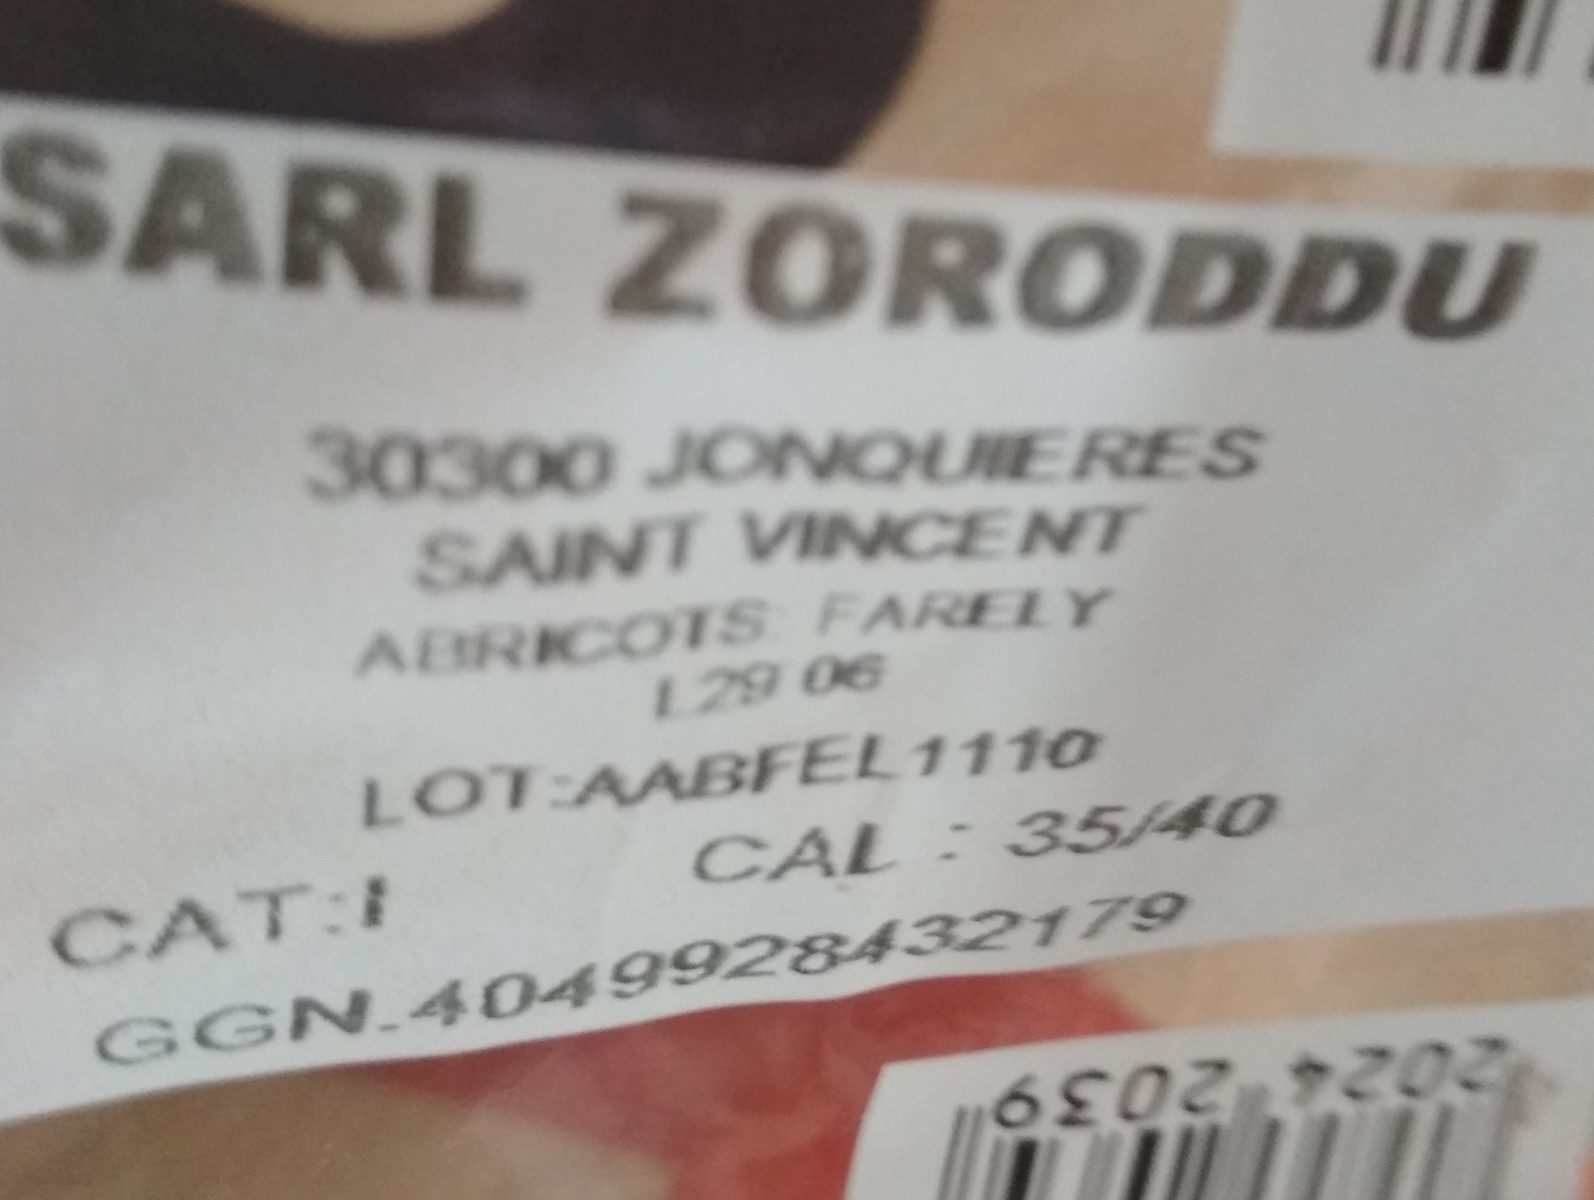 SARL ZORODDU
30300 JONQUIERES
SAINT VINCENT
ABRICOTS: FARELY
L29 06
LOT:AABFEL1110
CAL : 35/40
CAT:I
GGN.4049928432179
2024 2039